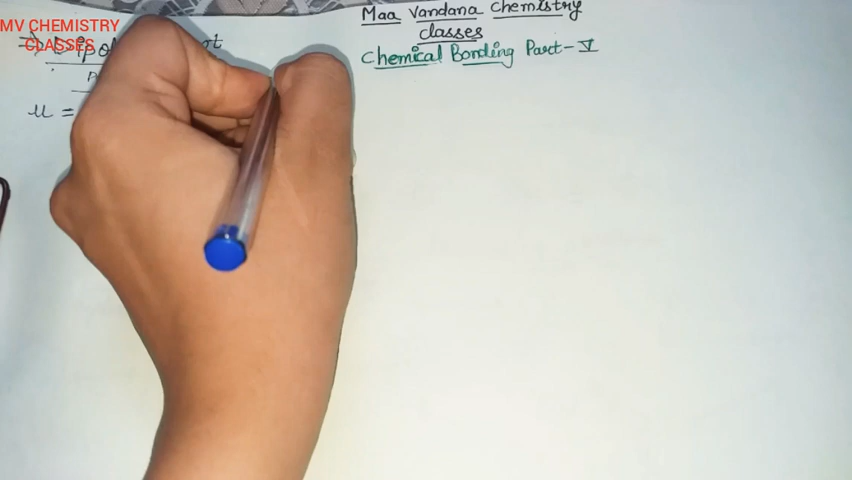 Maa Vandana Chemistry
classes
Chemical Bonding Part-V
MV CHEMISTRY
CLASSES
μ =